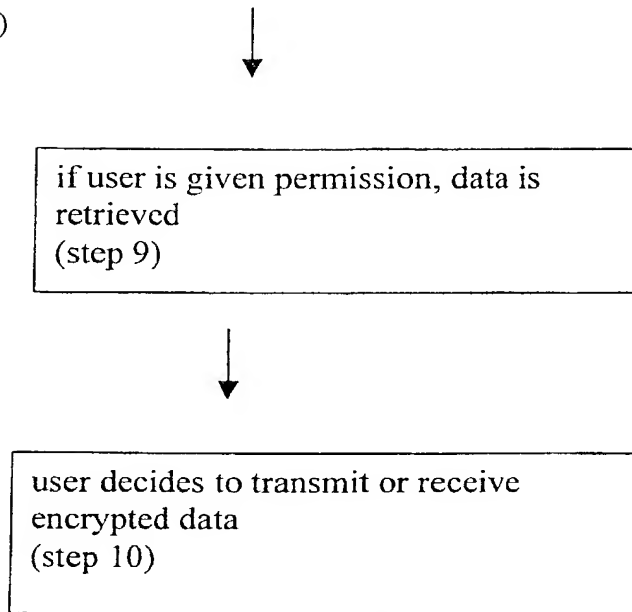 )
if user is given permission, data is
retrieved
(step 9)
user decides to transmit or receive
encrypted data
(step 10)